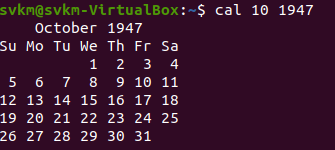 svkm@svkm-VirtualBox:~$ cal 10 1947
    October 1947
Su Mo Tu We Th Fr Sa
          1  2  3  4
 5  6  7  8  9 10 11
12 13 14 15 16 17 18
19 20 21 22 23 24 25
26 27 28 29 30 31